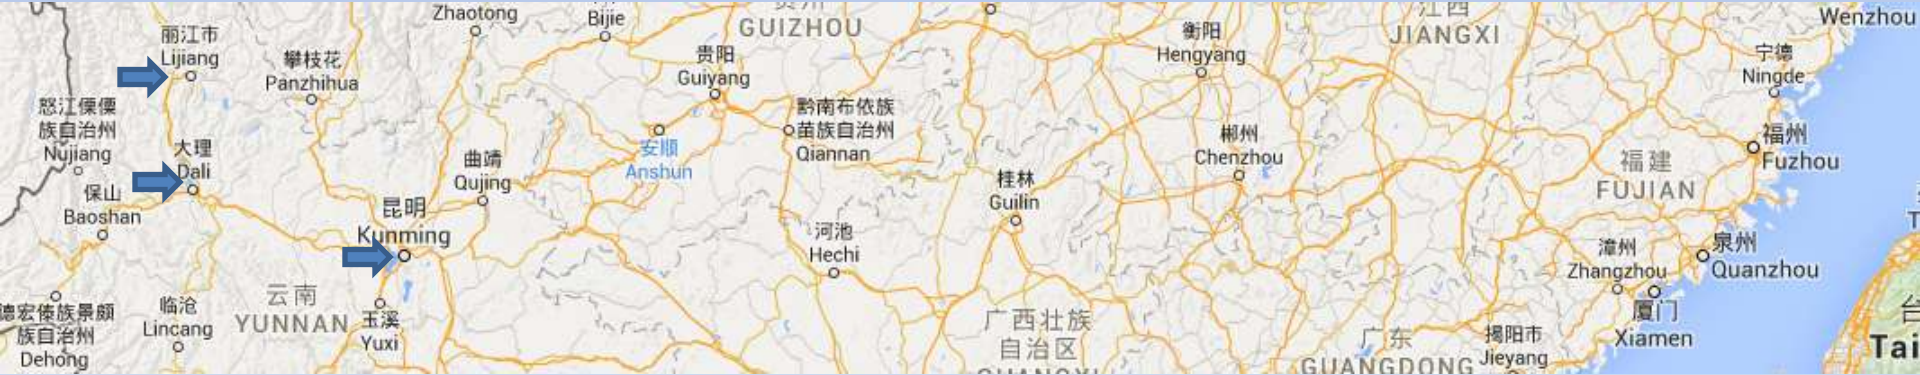 丽江市
Lijiang
攀枝花
Panzhihua
Zhaotong
Bijie
GUIZHOU
贵阳
Guiyang
衡阳
Hengyang
江西
JIANGXI
Wenzhou
宁德
Ningde
怒江傈僳
族自治州
Nujiang
大理
Dali
保山
Baoshan
曲靖
Qujing
安顺
Anshun
黔南布依族
苗族自治州
Qiannan
郴州
Chenzhou
桂林
Guilin
福州
Fuzhou
福建
FUJIAN
昆明
Kunming
河池
Hechi
漳州
Zhangzhou
泉州
Quanzhou
德宏傣族景颇
族自治州
Dehong
临沧
Lincang
云南
YUNNAN
玉溪
Yuxi
广西壮族
自治区
广东
GUANGDONG
揭阳市
Jieyang
厦门
Xiamen
台
Tai